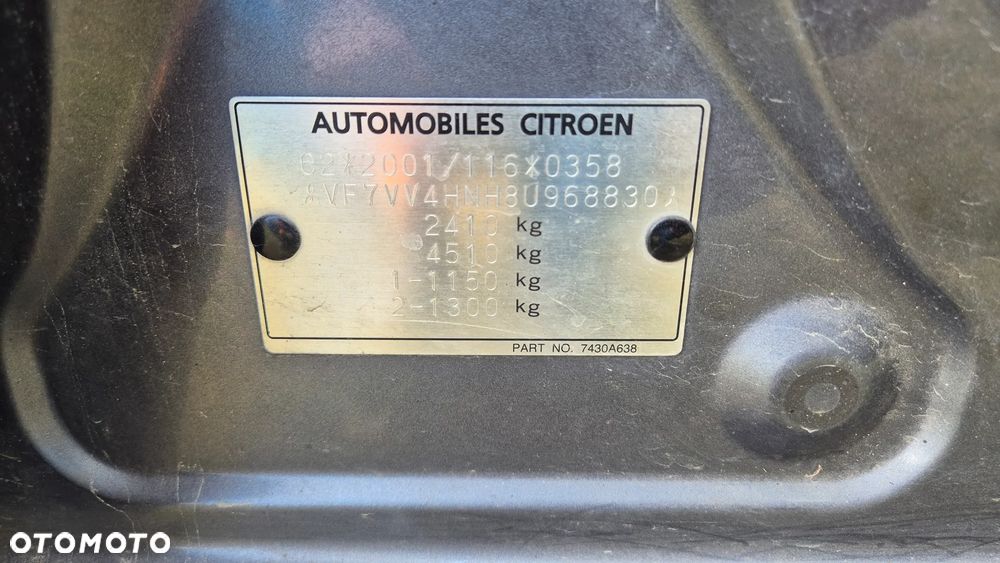 AUTOMOBILES CITROEN
G2*2001/116*0358
*VF7VV4HNH8U968830*
2410 kg
4510 kg
1-1150 kg
2-1300 kg
PART NO. 7430A638
OTOMOTO